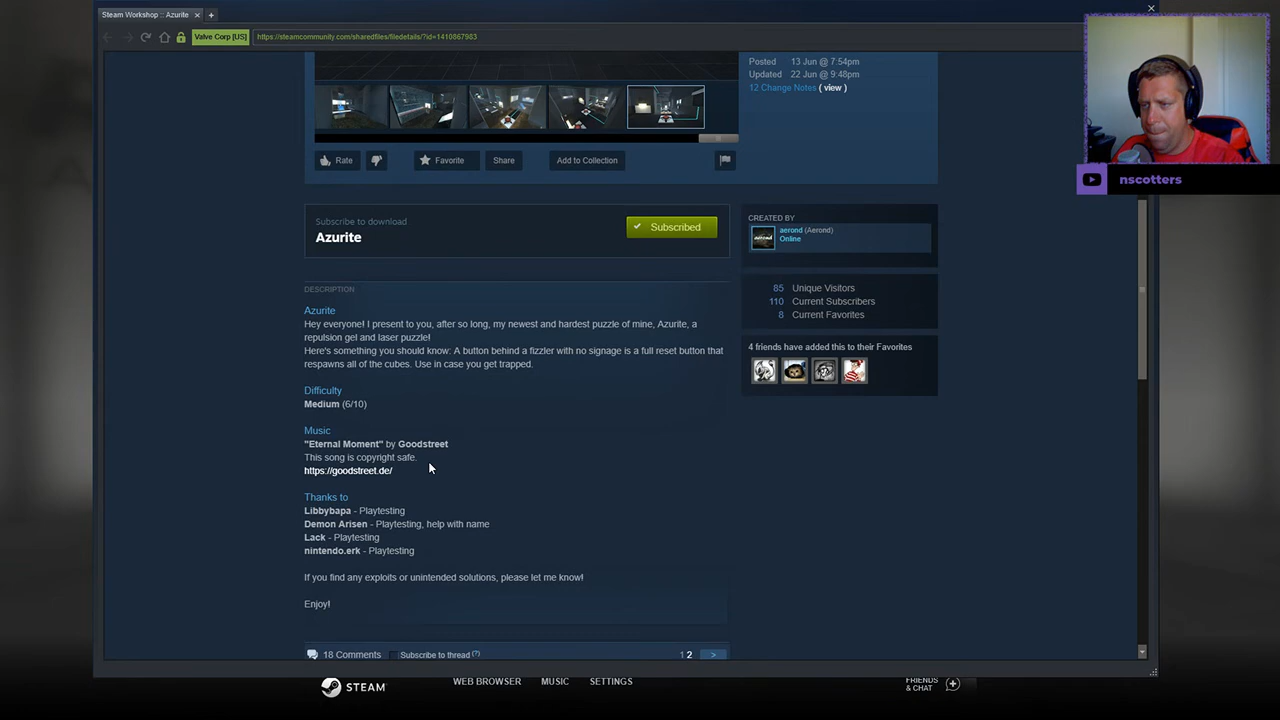 Steam Workshop :: Azurite
Valve Corp [US]
https://steamcommunity.com/sharedfiles/filedetails/?id=1410867983
Posted 13 Jun @ 7:54pm
Updated 22 Jun @ 9:48pm
12 Change Notes ( view )
Rate
Favorite
Share
Add to Collection
nscotters
Subscribe to download
Azurite
Subscribed
CREATED BY
aerond (Aerond)
Online
85 Unique Visitors
110 Current Subscribers
8 Current Favorites
4 friends have added this to their Favorites
DESCRIPTION
Azurite
Hey everyone! I present to you, after so long, my newest and hardest puzzle of mine, Azurite, a
repulsion gel and laser puzzle!
Here's something you should know: A button behind a fizzler with no signage is a full reset button that
respawns all of the cubes. Use in case you get trapped.
Difficulty
Medium (6/10)
Music
"Eternal Moment" by Goodstreet
This song is copyright safe.
https://goodstreet.de/
Thanks to
Libbybapa - Playtesting
Demon Arisen - Playtesting, help with name
Lack - Playtesting
nintendo.erk - Playtesting
If you find any exploits or unintended solutions, please let me know!
Enjoy!
18 Comments
Subscribe to thread (?)
1 2 >
STEAM
WEB BROWSER
MUSIC
SETTINGS
FRIENDS
& CHAT